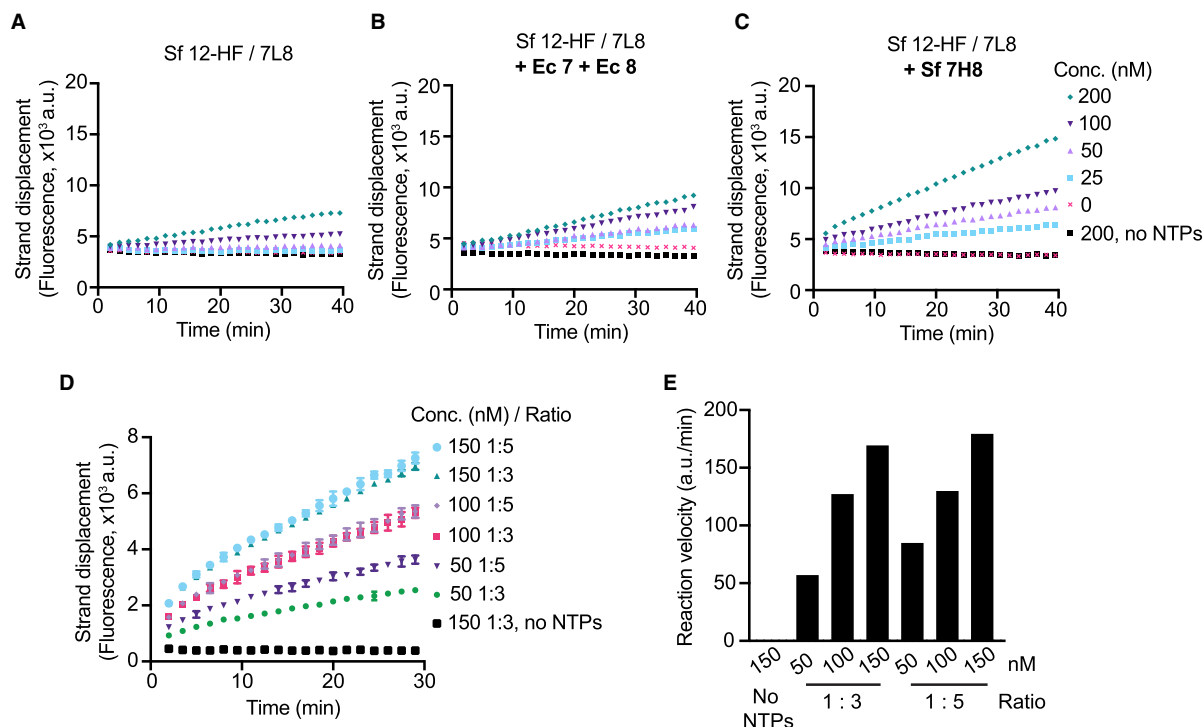 A
Sf 12-HF / 7L8
Strand displacement
(Fluorescence, x10³ a.u.)
20
15
10
5
0
0
10
20
30
40
Time (min)
B
Sf 12-HF / 7L8
+ Ec 7 + Ec 8
Strand displacement
(Fluorescence, x10³ a.u.)
20
15
10
5
0
0
10
20
30
40
Time (min)
C
Sf 12-HF / 7L8
+ Sf 7H8
Strand displacement
(Fluorescence, x10³ a.u.)
20
15
10
5
0
0
10
20
30
40
Time (min)
Conc. (nM)
200
100
50
25
0
200, no NTPs
D
Strand displacement
(Fluorescence, x10³ a.u.)
8
6
4
2
0
0
10
20
30
Time (min)
Conc. (nM) / Ratio
150 1:5
150 1:3
100 1:5
100 1:3
50 1:5
50 1:3
150 1:3, no NTPs
E
Reaction velocity (a.u./min)
200
150
100
50
0
150
50
100
150
50
100
150
nM
No
NTPs
1 : 3
1 : 5
Ratio